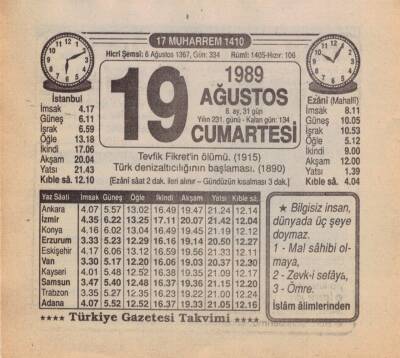 17 MUHARREM 1410
Hicrî Şemsî: 6 Ağustos 1367, Gün: 334 Rûmî: 1405-Hızır: 106
19
1989
AĞUSTOS
8. ay, 31 gün
Yılın 231. günü - Kalan gün: 134
CUMARTESİ
İstanbul
İmsak 4.17
Güneş 6.11
İşrak 6.59
Öğle 13.18
İkindi 17.06
Akşam 20.04
Yatsı 21.43
Kıble sâ. 12.10
Ezânî (Mahallî)
İmsak 8.11
Güneş 10.05
İşrak 10.53
Öğle 5.12
İkindi 9.00
Akşam 12.00
Yatsı 1.39
Kıble sâ. 4.04
Tevfik Fikret'in ölümü. (1915)
Türk denizaltıcılığının başlaması. (1890)
[Ezânî sâat 2 dak. ileri alınır – Gündüzün kısalması 3 dak.]
Yaz Sâati İmsak Güneş Öğle İkindi Akşam Yatsı Kıble S.
Ankara 4.07 5.57 13.02 16.49 19.47 21.24 12.14
İzmir 4.35 6.22 13.25 17.11 20.07 21.42 12.04
Konya 4.16 6.02 13.04 16.49 19.45 21.19 12.12
Erzurum 3.33 5.23 12.29 16.16 19.14 20.50 12.27
Eskişehir 4.17 6.06 13.12 16.59 19.56 21.33 12.11
Van 3.30 5.17 12.20 16.06 19.03 20.37 12.30
Kayseri 4.01 5.48 12.52 16.38 19.35 21.09 12.17
Samsun 3.47 5.40 12.48 16.37 19.36 21.15 12.20
Trabzon 3.35 5.27 12.35 16.23 19.22 21.00 12.24
Adana 4.07 5.52 12.52 16.37 19.33 21.05 12.16
★ Bilgisiz insan,
dünyada üç şeye
doymaz.
1 - Mal sâhibi ol-
maya,
2 - Zevk-i sefâya,
3 - Ömre.
İslâm âlimlerinden
★★★★ Türkiye Gazetesi Takvimi ★★★★